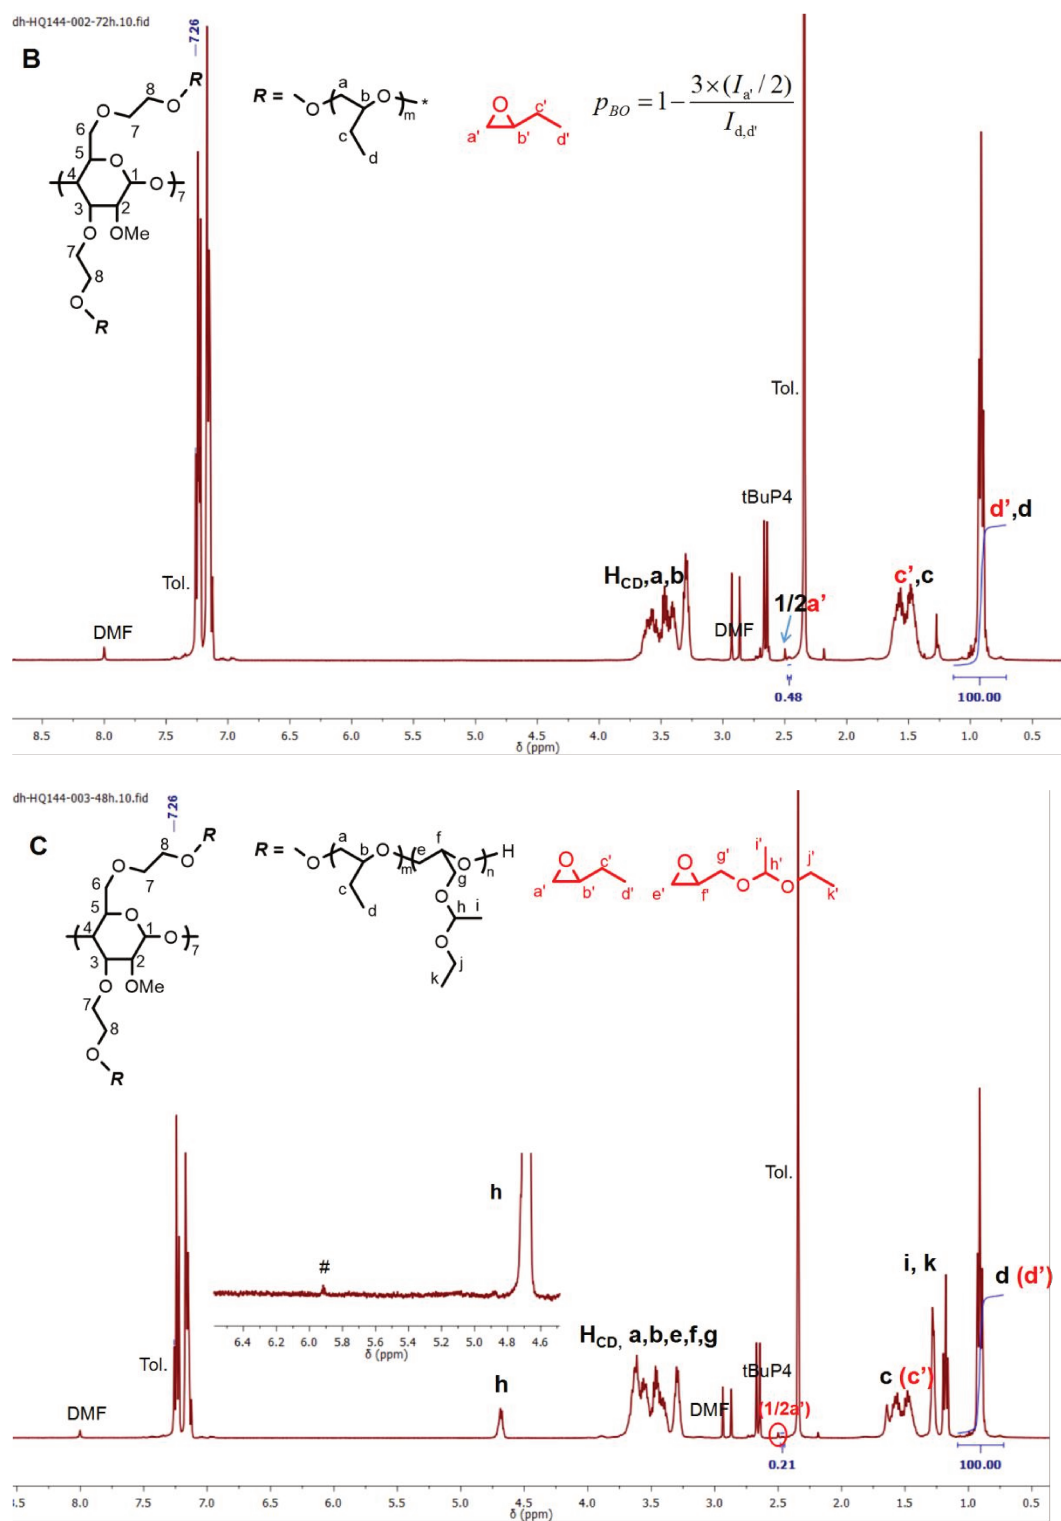 dh-HQ144-002-72h.10.fid
7.26
B
R
8
O
O
7
6
5
O
4
1
O
7
3
2
O
OMe
7
8
O
R
R = O a b O m *
c
d
O
a'
b'
c'
d'
p_BO = 1 − 3×(I_a' / 2) / I_d,d'
Tol.
tBuP4
d',d
Tol.
H_CD,a,b
c',c
1/2a'
DMF
DMF
0.48
100.00
8.5 8.0 7.5 7.0 6.5 6.0 5.5 5.0 4.5 4.0 3.5 3.0 2.5 2.0 1.5 1.0 0.5
δ (ppm)
dh-HQ144-003-48h.10.fid
7.26
C
R
8
O
O
7
6
5
O
4
1
O
7
3
2
O
OMe
7
8
O
R
R = O a b O m e f O n H
c
d
g
O
h
i
O
j
k
O
a'
b'
c'
d'
O
e'
f'
g'
O
h'
i'
O
j'
k'
Tol.
h
#
i, k
d (d')
6.4 6.2 6.0 5.8 5.6 5.4 5.2 5.0 4.8 4.6
δ (ppm)
H_CD, a,b,e,f,g
Tol.
tBuP4
c (c')
h
DMF
(1/2a')
DMF
0.21
100.00
8.5 8.0 7.5 7.0 6.5 6.0 5.5 5.0 4.5 4.0 3.5 3.0 2.5 2.0 1.5 1.0 0.5
δ (ppm)